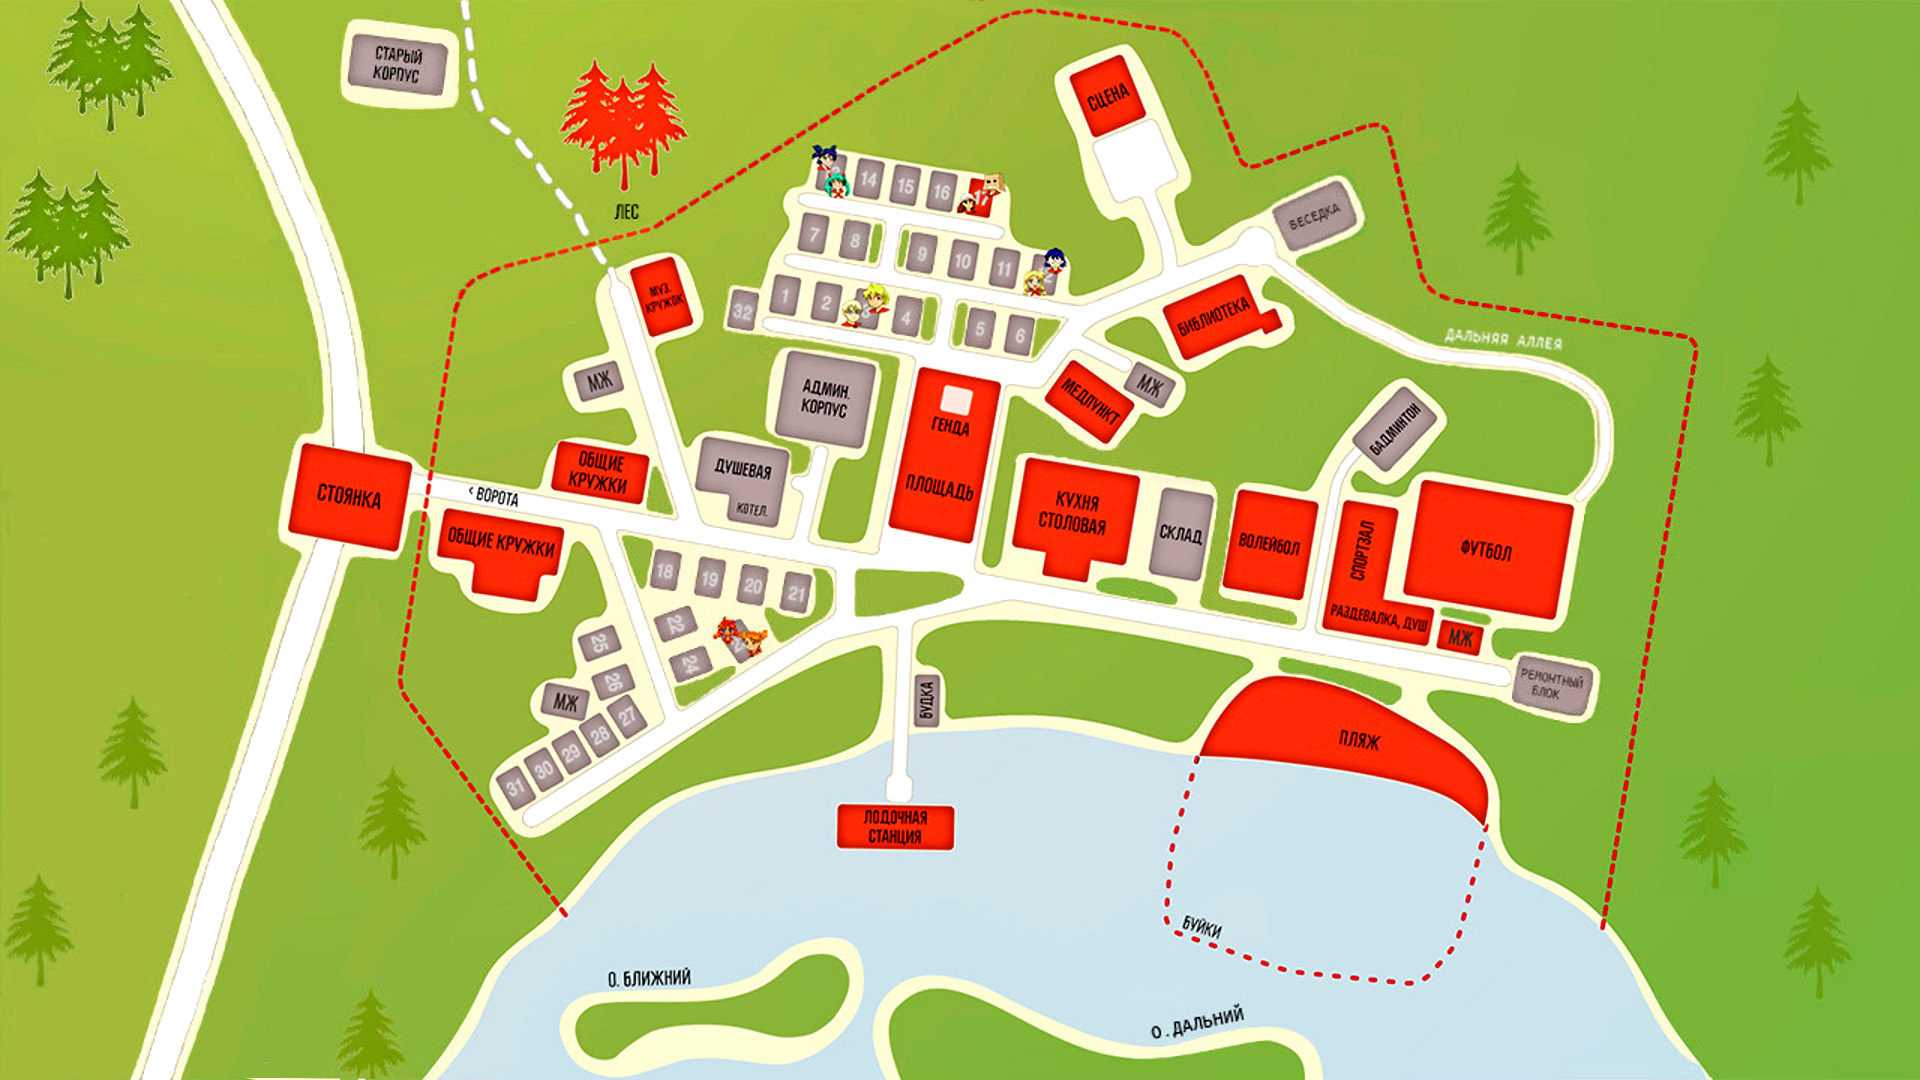 СТАРЫЙ
КОРПУС
СЦЕНА
ЛЕС
14
15
16
17
7
8
9
10
11
БЕСЕДКА
МУЗ.
КРУЖОК
32
1
2
3
4
5
6
БИБЛИОТЕКА
ДАЛЬНЯЯ АЛЛЕЯ
МЖ
АДМИН.
КОРПУС
ГЕНДА
ПЛОЩАДЬ
МЕДПУНКТ
МЖ
БАДМИНТОН
СТОЯНКА
< ВОРОТА
ОБЩИЕ
КРУЖКИ
ОБЩИЕ КРУЖКИ
ДУШЕВАЯ
КОТЕЛ.
КУХНЯ
СТОЛОВАЯ
СКЛАД
ВОЛЕЙБОЛ
СПОРТЗАЛ
РАЗДЕВАЛКА, ДУШ
ФУТБОЛ
МЖ
РЕМОНТНЫЙ
БЛОК
18
19
20
21
22
24
25
26
27
28
29
30
31
МЖ
БУДКА
ПЛЯЖ
ЛОДОЧНАЯ
СТАНЦИЯ
БУЙКИ
О. БЛИЖНИЙ
О. ДАЛЬНИЙ